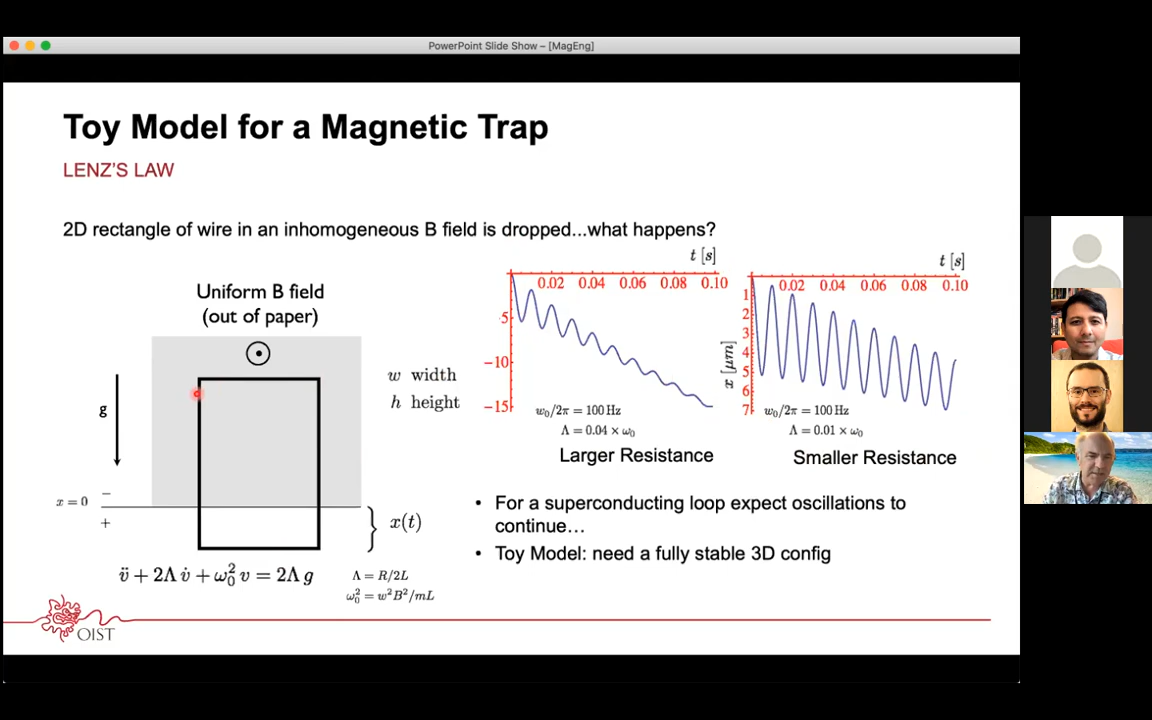 PowerPoint Slide Show – [MagEng]
Toy Model for a Magnetic Trap
LENZ'S LAW
2D rectangle of wire in an inhomogeneous B field is dropped...what happens?
Uniform B field
(out of paper)
g
w width
h height
x = 0
−
+
x(t)
v̈ + 2Λ v̇ + ω₀² v = 2Λ g
Λ = R/2L
ω₀² = w²B²/mL
t [s]
0.02 0.04 0.06 0.08 0.10
5
−10
−15
w₀/2π = 100 Hz
Λ = 0.04 × ω₀
Larger Resistance
t [s]
0.02 0.04 0.06 0.08 0.10
x [μm]
1
2
3
4
5
6
7
w₀/2π = 100 Hz
Λ = 0.01 × ω₀
Smaller Resistance
• For a superconducting loop expect oscillations to
continue…
• Toy Model: need a fully stable 3D config
OIST